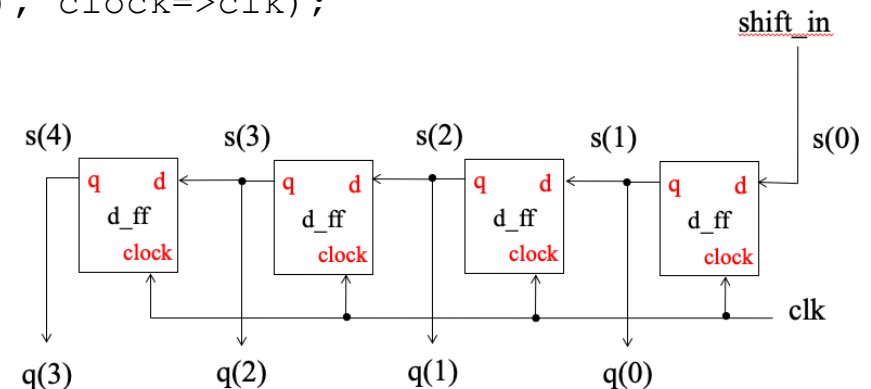 , clock=>clk);
shift_in
s(4) s(3) s(2) s(1) s(0)
q d q d q d q d
d_ff d_ff d_ff d_ff
clock clock clock clock
clk
q(3) q(2) q(1) q(0)